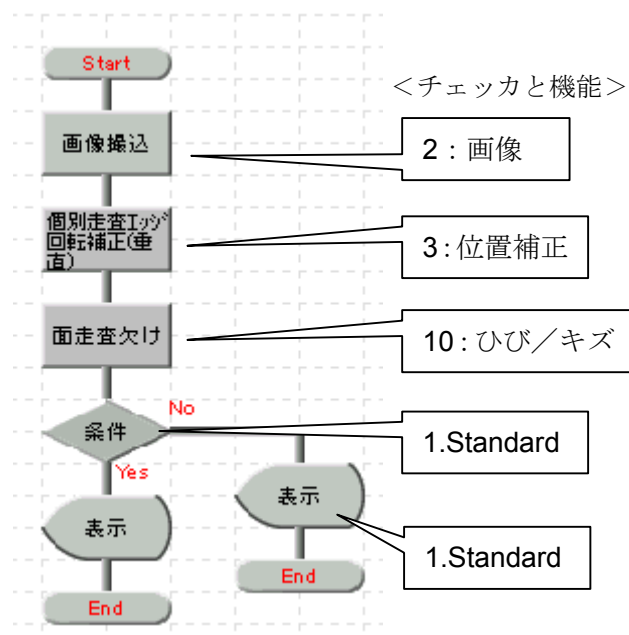 Start
＜チェッカと機能＞
画像撮込
2：画像
個別走査ｴｯｼﾞ
回転補正(垂
直)
3：位置補正
面走査欠け
10：ひび／キズ
条件
No
Yes
1.Standard
表示
表示
1.Standard
End
End